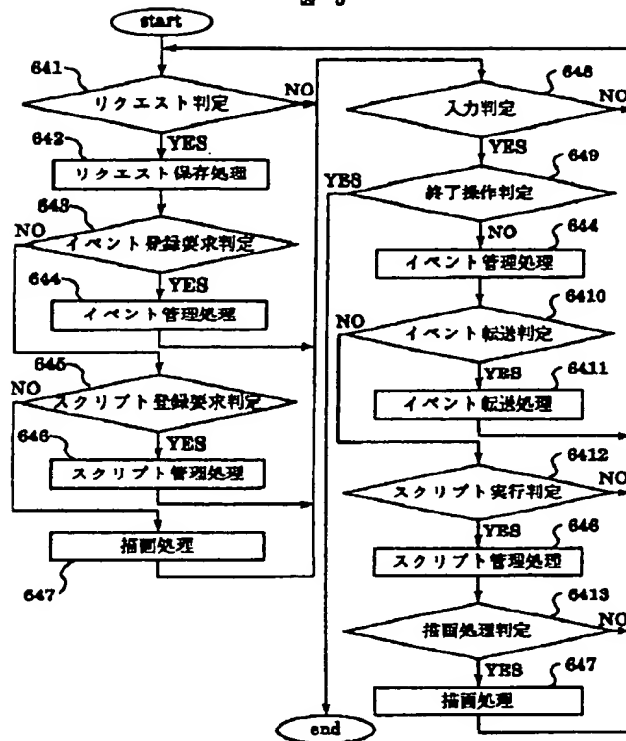 start
641
リクエスト判定
NO
YES
642
リクエスト保存処理
643
NO
イベント登録要求判定
YES
644
イベント管理処理
645
NO
スクリプト登録要求判定
YES
646
スクリプト管理処理
描画処理
647
648
入力判定
NO
YES
649
YES
終了操作判定
NO
644
イベント管理処理
6410
NO
イベント転送判定
YES
6411
イベント転送処理
6412
スクリプト実行判定
NO
YES
646
スクリプト管理処理
6413
描画処理判定
NO
YES
647
描画処理
end